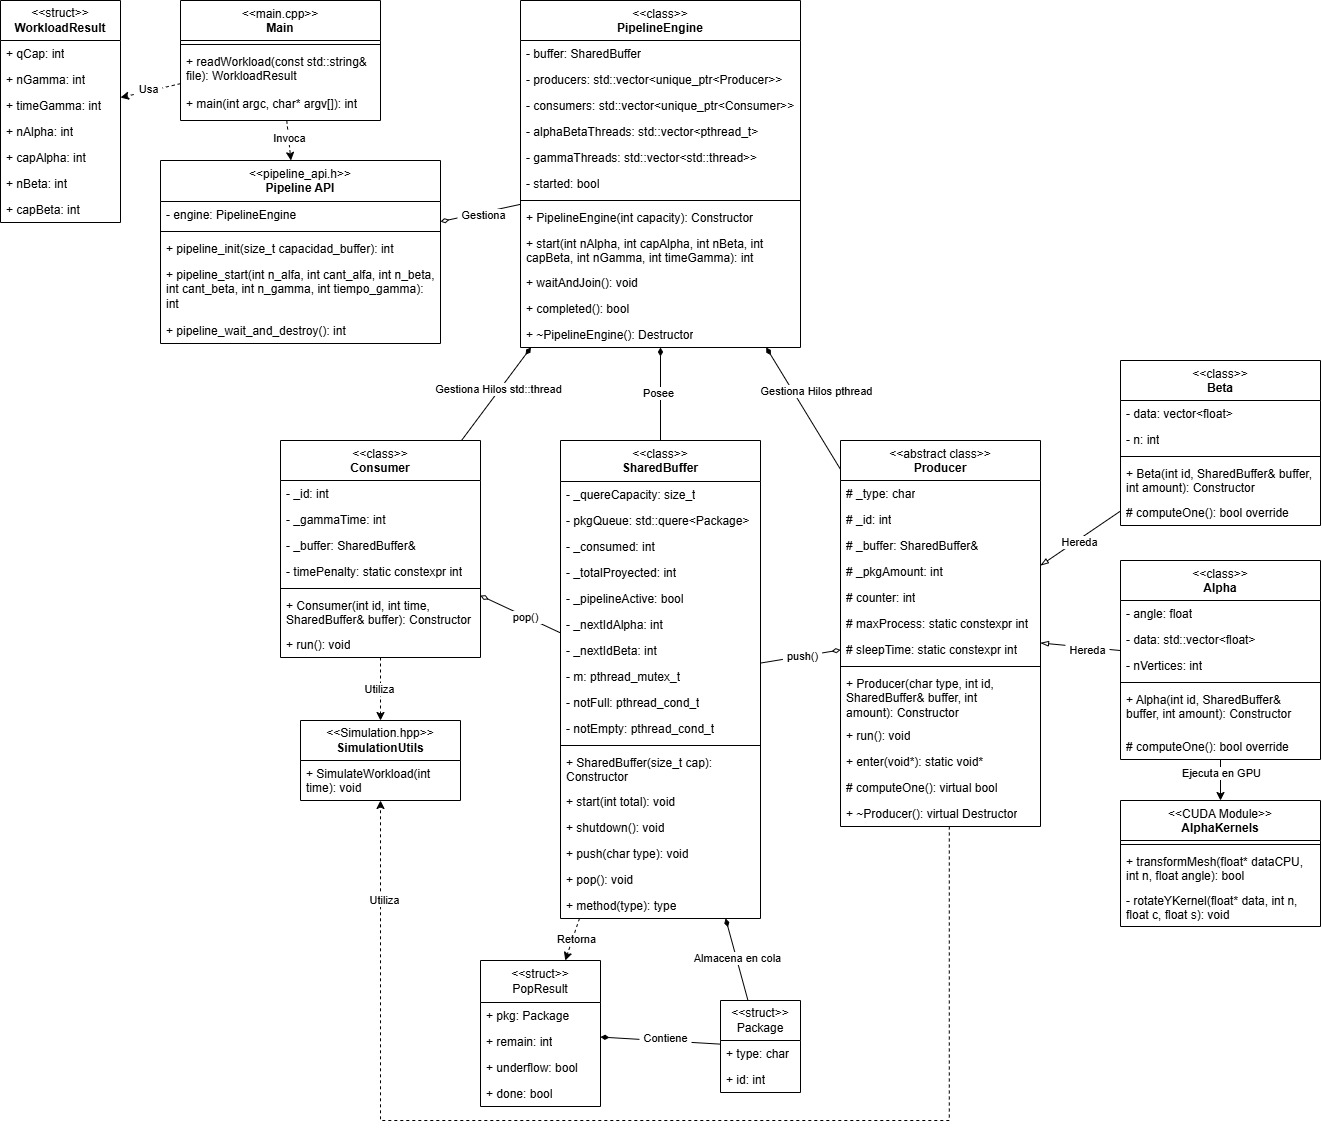 <<struct>>
WorkloadResult
+ qCap: int
+ nGamma: int
+ timeGamma: int
+ nAlpha: int
+ capAlpha: int
+ nBeta: int
+ capBeta: int
Usa
<<main.cpp>>
Main
+ readWorkload(const std::string&
file): WorkloadResult
+ main(int argc, char* argv[]): int
Invoca
<<pipeline_api.h>>
Pipeline API
- engine: PipelineEngine
+ pipeline_init(size_t capacidad_buffer): int
+ pipeline_start(int n_alfa, int cant_alfa, int n_beta,
int cant_beta, int n_gamma, int tiempo_gamma):
int
+ pipeline_wait_and_destroy(): int
Gestiona
<<class>>
PipelineEngine
- buffer: SharedBuffer
- producers: std::vector<unique_ptr<Producer>>
- consumers: std::vector<unique_ptr<Consumer>>
- alphaBetaThreads: std::vector<pthread_t>
- gammaThreads: std::vector<std::thread>>
- started: bool
+ PipelineEngine(int capacity): Constructor
+ start(int nAlpha, int capAlpha, int nBeta, int
capBeta, int nGamma, int timeGamma): int
+ waitAndJoin(): void
+ completed(): bool
+ ~PipelineEngine(): Destructor
Gestiona Hilos std::thread
Posee
Gestiona Hilos pthread
<<class>>
Consumer
- _id: int
- _gammaTime: int
- _buffer: SharedBuffer&
- timePenalty: static constexpr int
+ Consumer(int id, int time,
SharedBuffer& buffer): Constructor
+ run(): void
pop()
Utiliza
<<Simulation.hpp>>
SimulationUtils
+ SimulateWorkload(int
time): void
Utiliza
<<class>>
SharedBuffer
- _quereCapacity: size_t
- pkgQueue: std::quere<Package>
- _consumed: int
- _totalProyected: int
- _pipelineActive: bool
- _nextIdAlpha: int
- _nextIdBeta: int
- m: pthread_mutex_t
- notFull: pthread_cond_t
- notEmpty: pthread_cond_t
+ SharedBuffer(size_t cap):
Constructor
+ start(int total): void
+ shutdown(): void
+ push(char type): void
+ pop(): void
+ method(type): type
push()
<<abstract class>>
Producer
# _type: char
# _id: int
# _buffer: SharedBuffer&
# _pkgAmount: int
# counter: int
# maxProcess: static constexpr int
# sleepTime: static constexpr int
+ Producer(char type, int id,
SharedBuffer& buffer, int
amount): Constructor
+ run(): void
+ enter(void*): static void*
# computeOne(): virtual bool
+ ~Producer(): virtual Destructor
Hereda
Hereda
<<class>>
Beta
- data: vector<float>
- n: int
+ Beta(int id, SharedBuffer& buffer,
int amount): Constructor
# computeOne(): bool override
<<class>>
Alpha
- angle: float
- data: std::vector<float>
- nVertices: int
+ Alpha(int id, SharedBuffer&
buffer, int amount): Constructor
# computeOne(): bool override
Ejecuta en GPU
<<CUDA Module>>
AlphaKernels
+ transformMesh(float* dataCPU,
int n, float angle): bool
- rotateYKernel(float* data, int n,
float c, float s): void
Retorna
Almacena en cola
<<struct>>
PopResult
+ pkg: Package
+ remain: int
+ underflow: bool
+ done: bool
Contiene
<<struct>>
Package
+ type: char
+ id: int